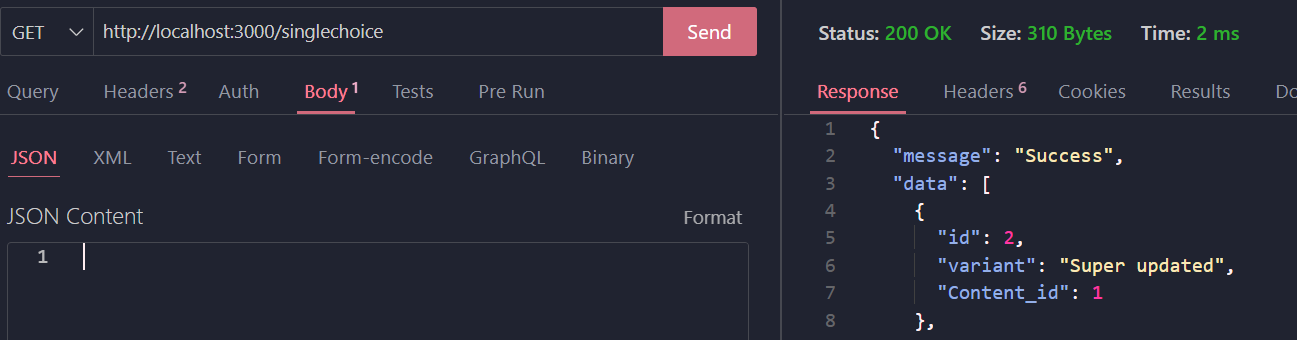 GET http://localhost:3000/singlechoice Send
Query Headers 2 Auth Body 1 Tests Pre Run
JSON XML Text Form Form-encode GraphQL Binary
JSON Content Format
1
Status: 200 OK Size: 310 Bytes Time: 2 ms
Response Headers 6 Cookies Results Do
1 {
2 "message": "Success",
3 "data": [
4 {
5 "id": 2,
6 "variant": "Super updated",
7 "Content_id": 1
8 },